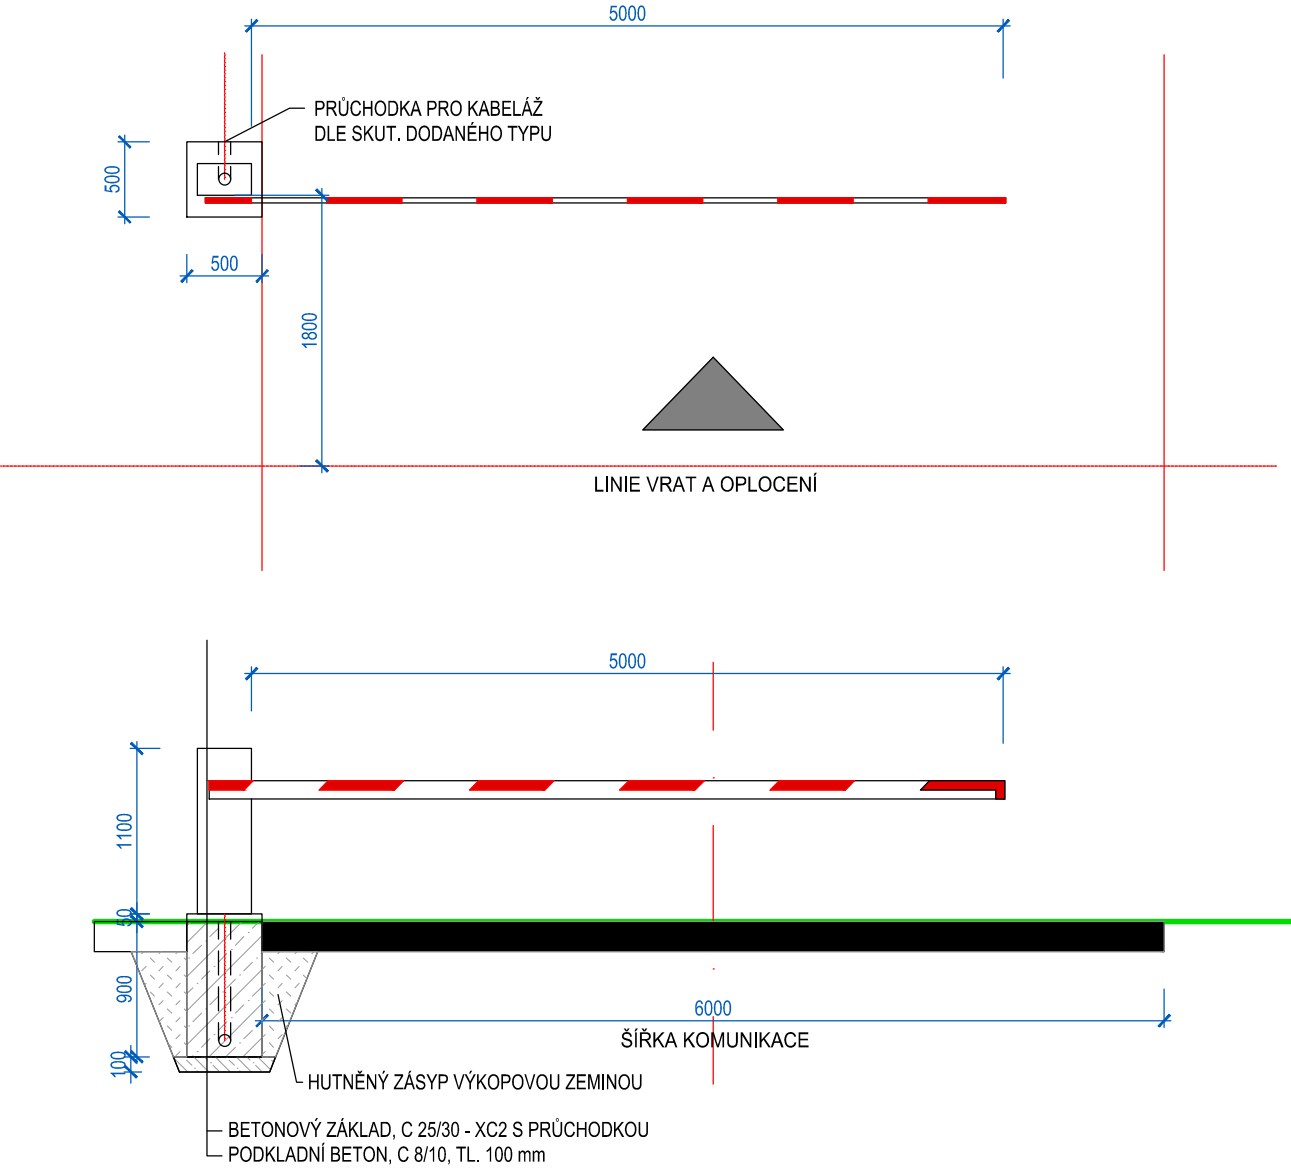 5000
PRŮCHODKA PRO KABELÁŽ
DLE SKUT. DODANÉHO TYPU
500
500
1800
LINIE VRAT A OPLOCENÍ
5000
1100
50
900
6000
ŠÍŘKA KOMUNIKACE
100
HUTNĚNÝ ZÁSYP VÝKOPOVOU ZEMINOU
BETONOVÝ ZÁKLAD, C 25/30 - XC2 S PRŮCHODKOU
PODKLADNÍ BETON, C 8/10, TL. 100 mm